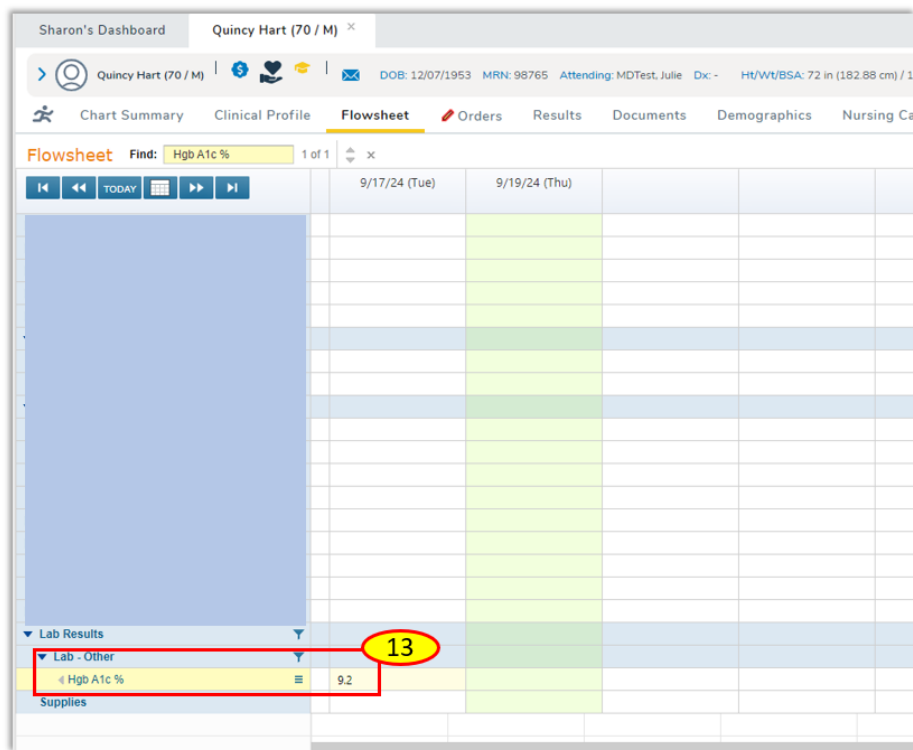 Sharon's Dashboard Quincy Hart (70 / M) ×
Quincy Hart (70 / M) DOB: 12/07/1953 MRN: 98765 Attending: MDTest, Julie Dx: - Ht/Wt/BSA: 72 in (182.88 cm) / 1
Chart Summary Clinical Profile Flowsheet Orders Results Documents Demographics Nursing Ca
Flowsheet Find: Hgb A1c % 1 of 1 ×
TODAY 9/17/24 (Tue) 9/19/24 (Thu)
Lab Results
13
Lab - Other
Hgb A1c % 9.2
Supplies